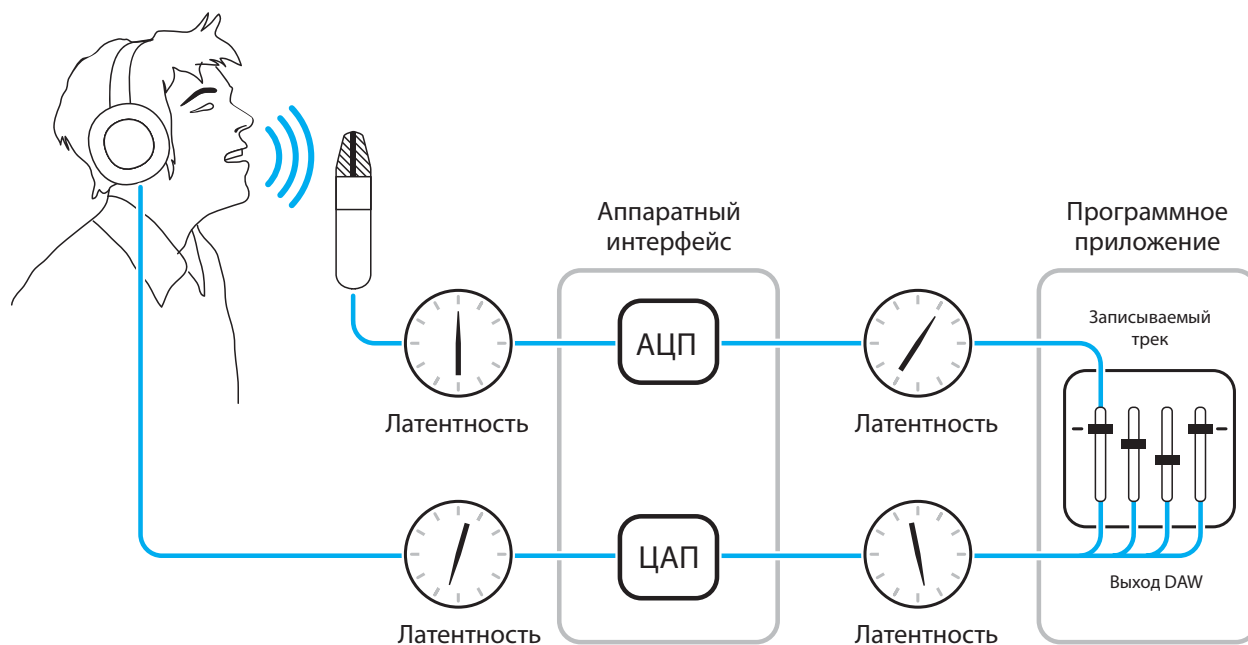 Аппаратный
интерфейс
Программное
приложение
Записываемый
трек
АЦП
Латентность
Латентность
ЦАП
Выход DAW
Латентность
Латентность